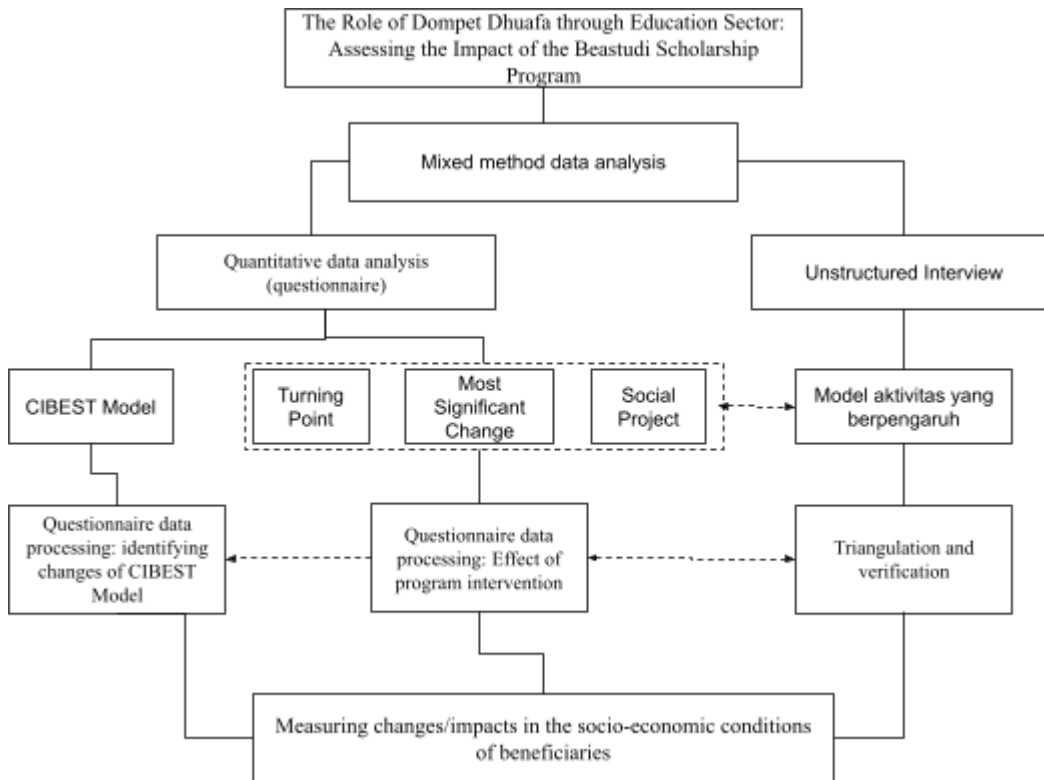 The Role of Dompet Dhuafa through Education Sector:
Assessing the Impact of the Beastudi Scholarship
Program
Mixed method data analysis
Quantitative data analysis
(questionnaire)
Unstructured Interview
CIBEST Model
Turning
Point
Most
Significant
Change
Social
Project
Model aktivitas yang
berpengaruh
Questionnaire data
processing: identifying
changes of CIBEST
Model
Questionnaire data
processing: Effect of
program intervention
Triangulation and
verification
Measuring changes/impacts in the socio-economic conditions
of beneficiaries